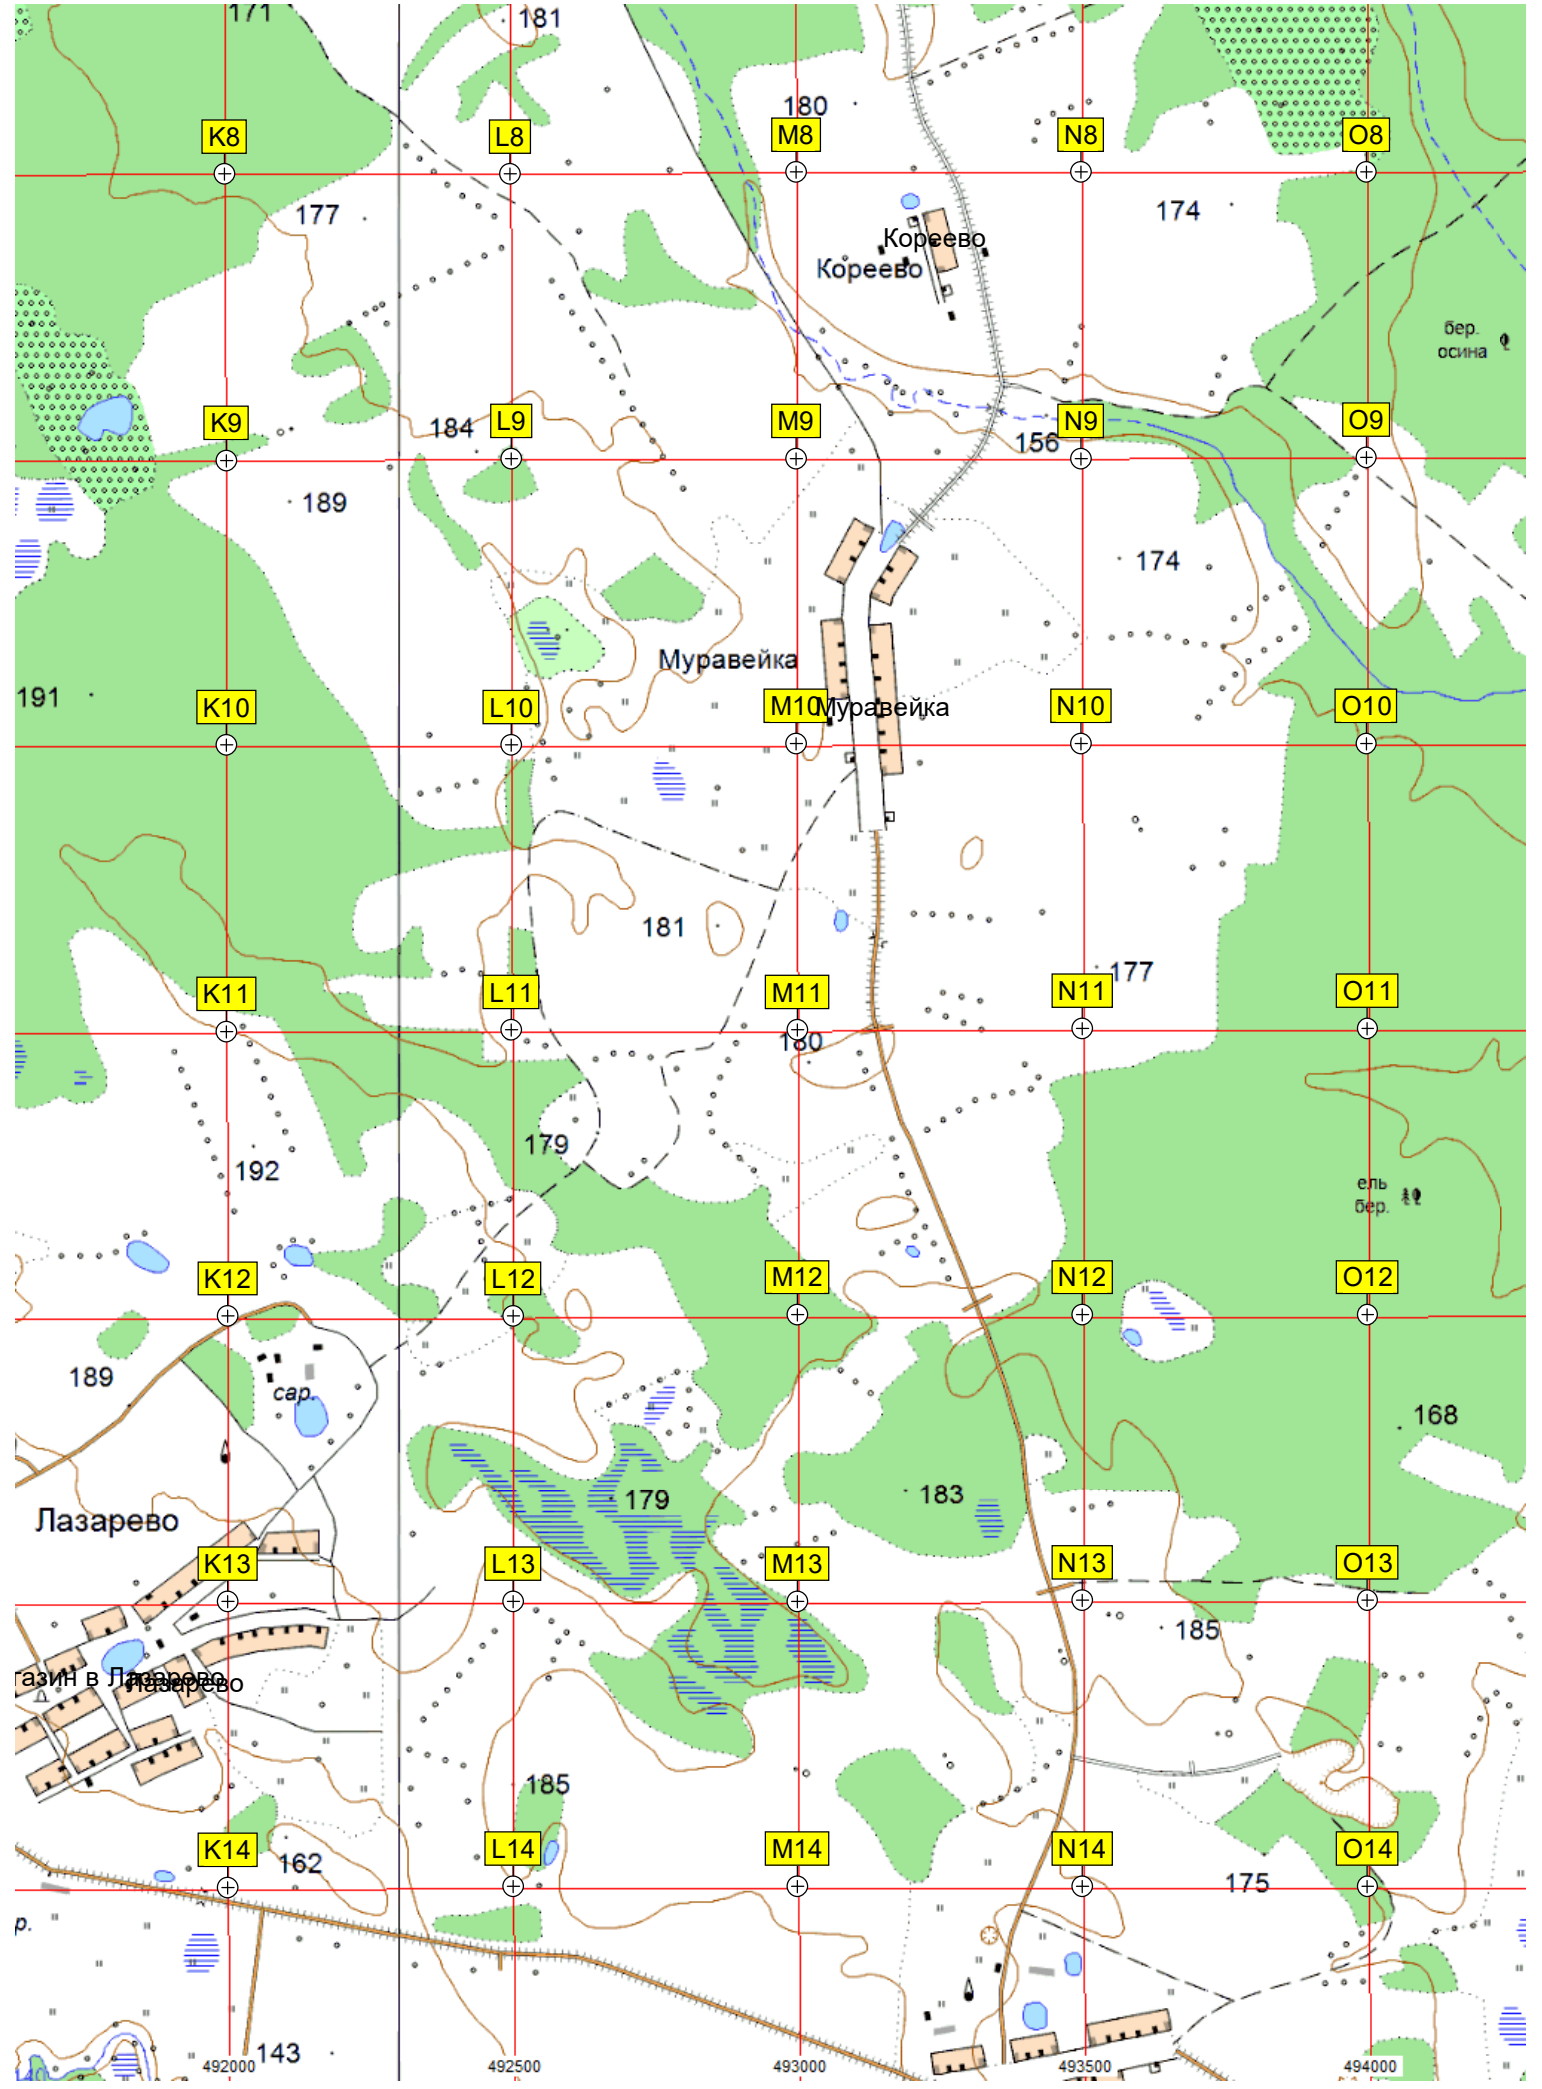 171
181
180
K8
L8
M8
N8
O8
177
174
Кореево
Кореево
бер.
осина
K9
184
L9
M9
156
N9
O9
189
174
Муравейка
191
K10
L10
M10
Муравейка
N10
O10
181
177
K11
L11
M11
N11
O11
180
179
192
ель
бер.
K12
L12
M12
N12
O12
189
сар.
168
179
183
Лазарево
K13
L13
M13
N13
O13
185
газин в Лазарево
Лазарево
185
K14
162
L14
M14
N14
175
O14
р.
143
492000
492500
493000
493500
494000